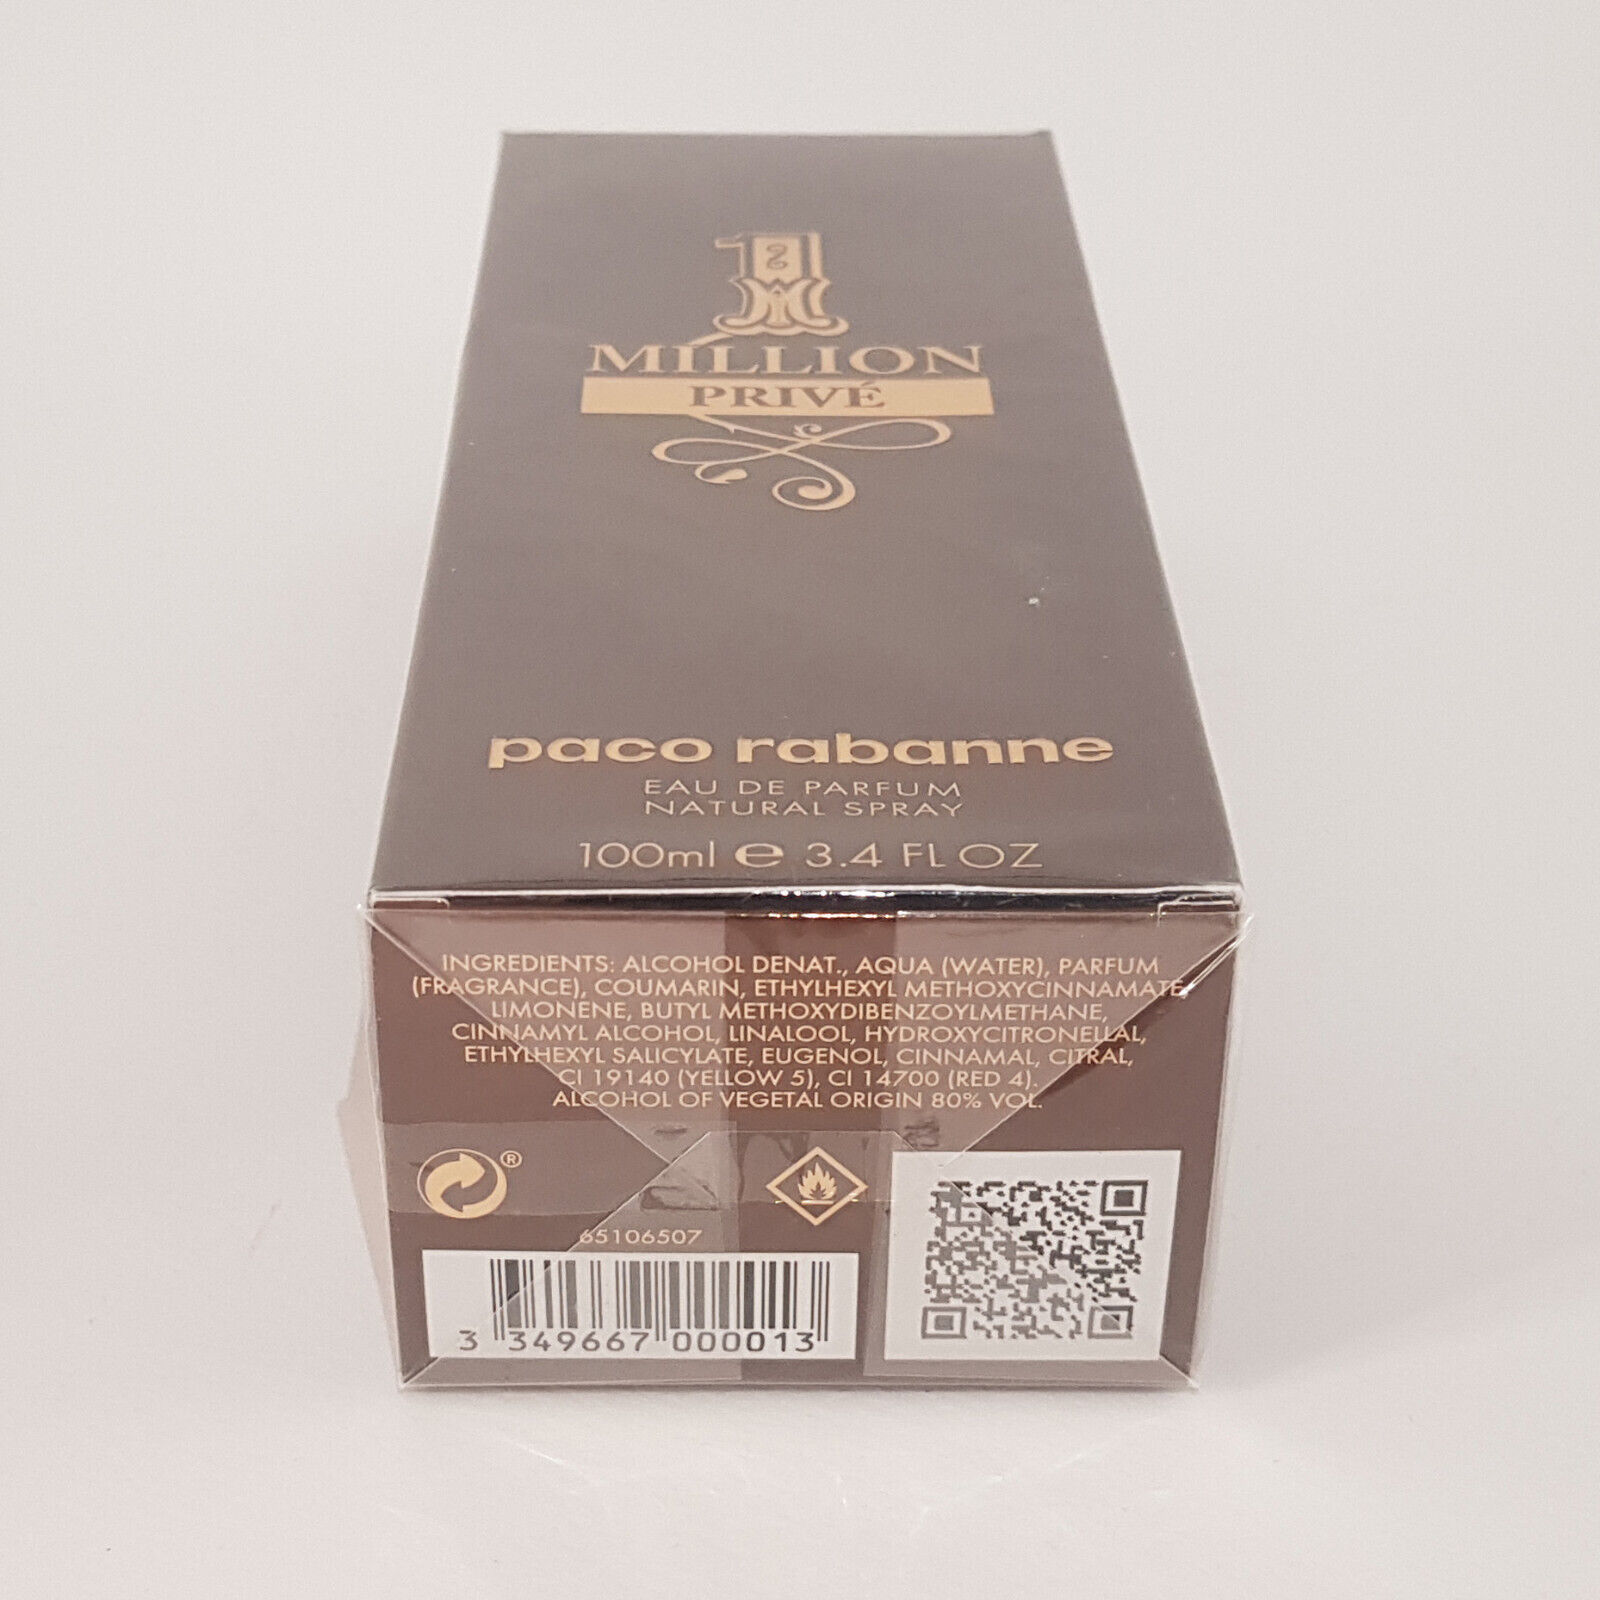 1
MILLION
PRIVÉ
paco rabanne
EAU DE PARFUM
NATURAL SPRAY
100ml e 3.4 FL OZ
INGREDIENTS: ALCOHOL DENAT., AQUA (WATER), PARFUM
(FRAGRANCE), COUMARIN, ETHYLHEXYL METHOXYCINNAMATE,
LIMONENE, BUTYL METHOXYDIBENZOYLMETHANE,
CINNAMYL ALCOHOL, LINALOOL, HYDROXYCITRONELLAL,
ETHYLHEXYL SALICYLATE, EUGENOL, CINNAMAL, CITRAL,
CI 19140 (YELLOW 5), CI 14700 (RED 4).
ALCOHOL OF VEGETAL ORIGIN 80% VOL.
®
65106507
3 349667 000013